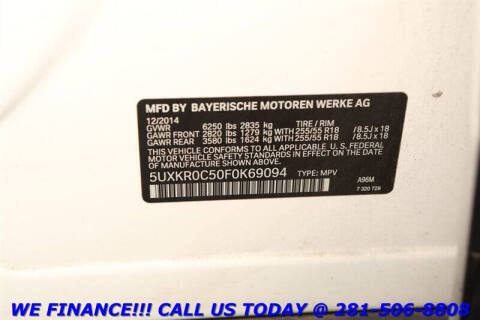 MFD BY BAYERISCHE MOTOREN WERKE AG
12/2014
GVWR 6250 lbs 2835 kg TIRE / RIM
GAWR FRONT 2820 lbs 1279 kg WITH 255/55 R18 / 8.5J x 18
GAWR REAR 3580 lbs 1624 kg WITH 255/55 R18 / 8.5J x 18
THIS VEHICLE CONFORMS TO ALL APPLICABLE U. S. FEDERAL
MOTOR VEHICLE SAFETY STANDARDS IN EFFECT ON
THE DATE OF MANUFACTURE SHOWN ABOVE.
5UXKR0C50F0K69094 TYPE: MPV
A96M
7 320 728
WE FINANCE!!! CALL US TODAY @ 281-506-8808